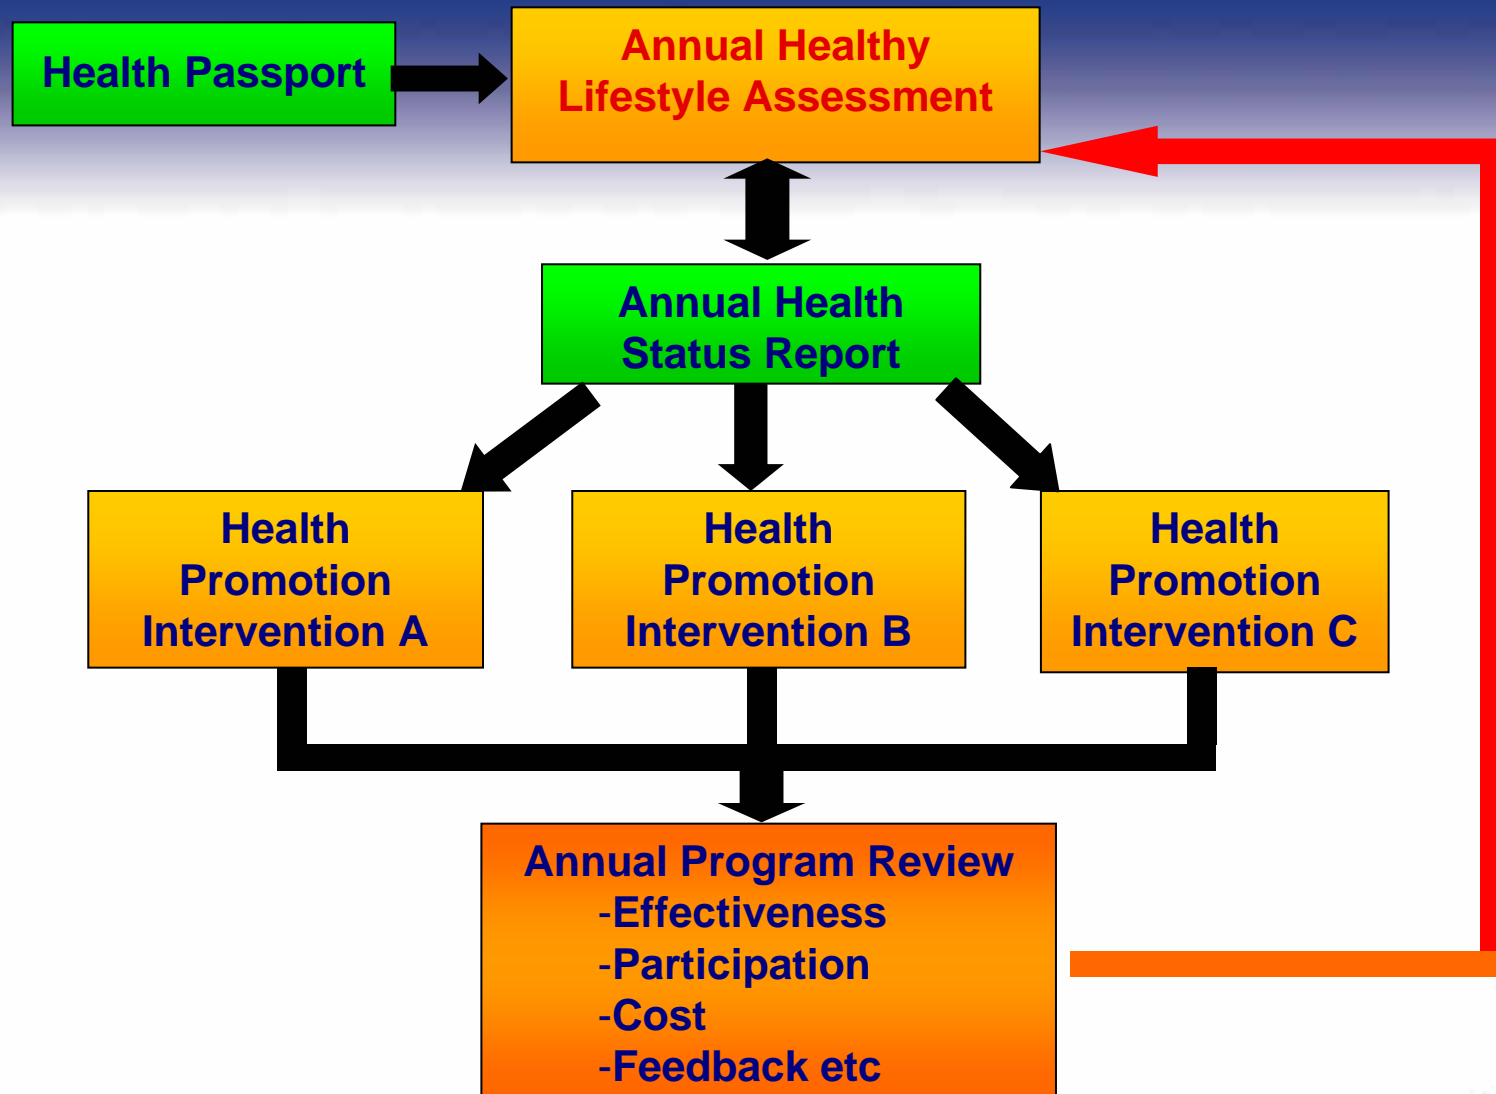 Health Passport
Annual Healthy
Lifestyle Assessment
Annual Health
Status Report
Health
Promotion
Intervention A
Health
Promotion
Intervention B
Health
Promotion
Intervention C
Annual Program Review
-Effectiveness
-Participation
-Cost
-Feedback etc